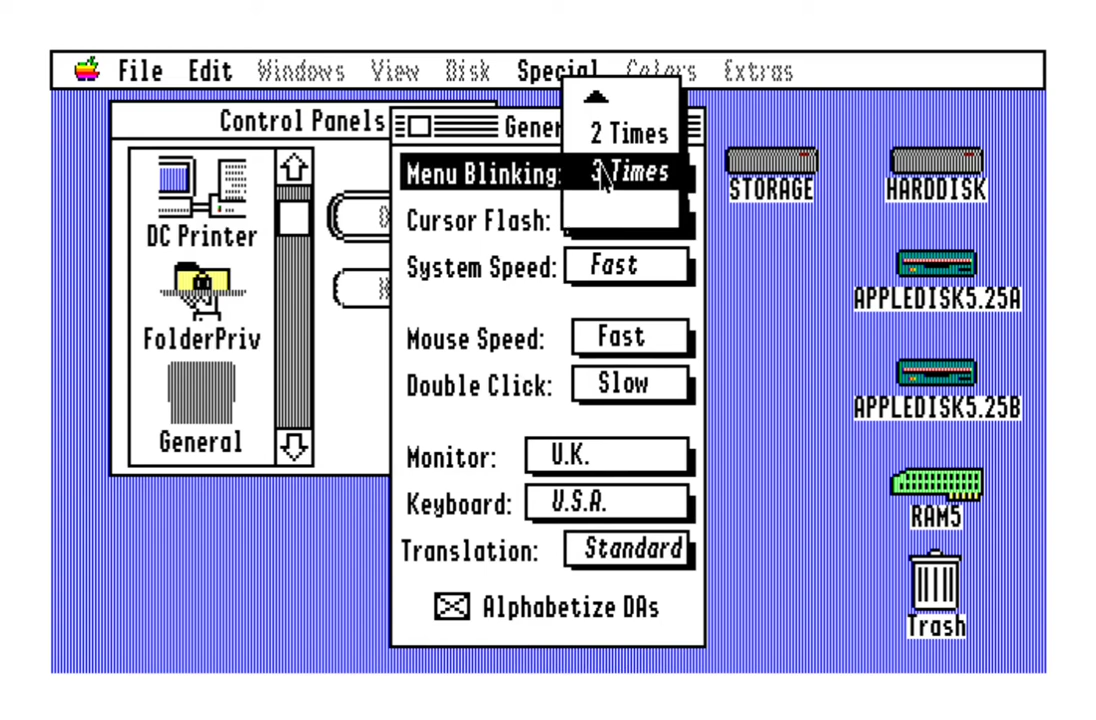 File Edit Windows View Disk Special Colors Extras
Control Panels
DC Printer
FolderPriv
General
2 Times
Menu Blinking: 3 Times
Cursor Flash:
System Speed: Fast
Mouse Speed: Fast
Double Click: Slow
Monitor: U.K.
Keyboard: U.S.A.
Translation: Standard
Alphabetize DAs
STORAGE
HARDDISK
APPLEDISK5.25A
APPLEDISK5.25B
RAM5
Trash